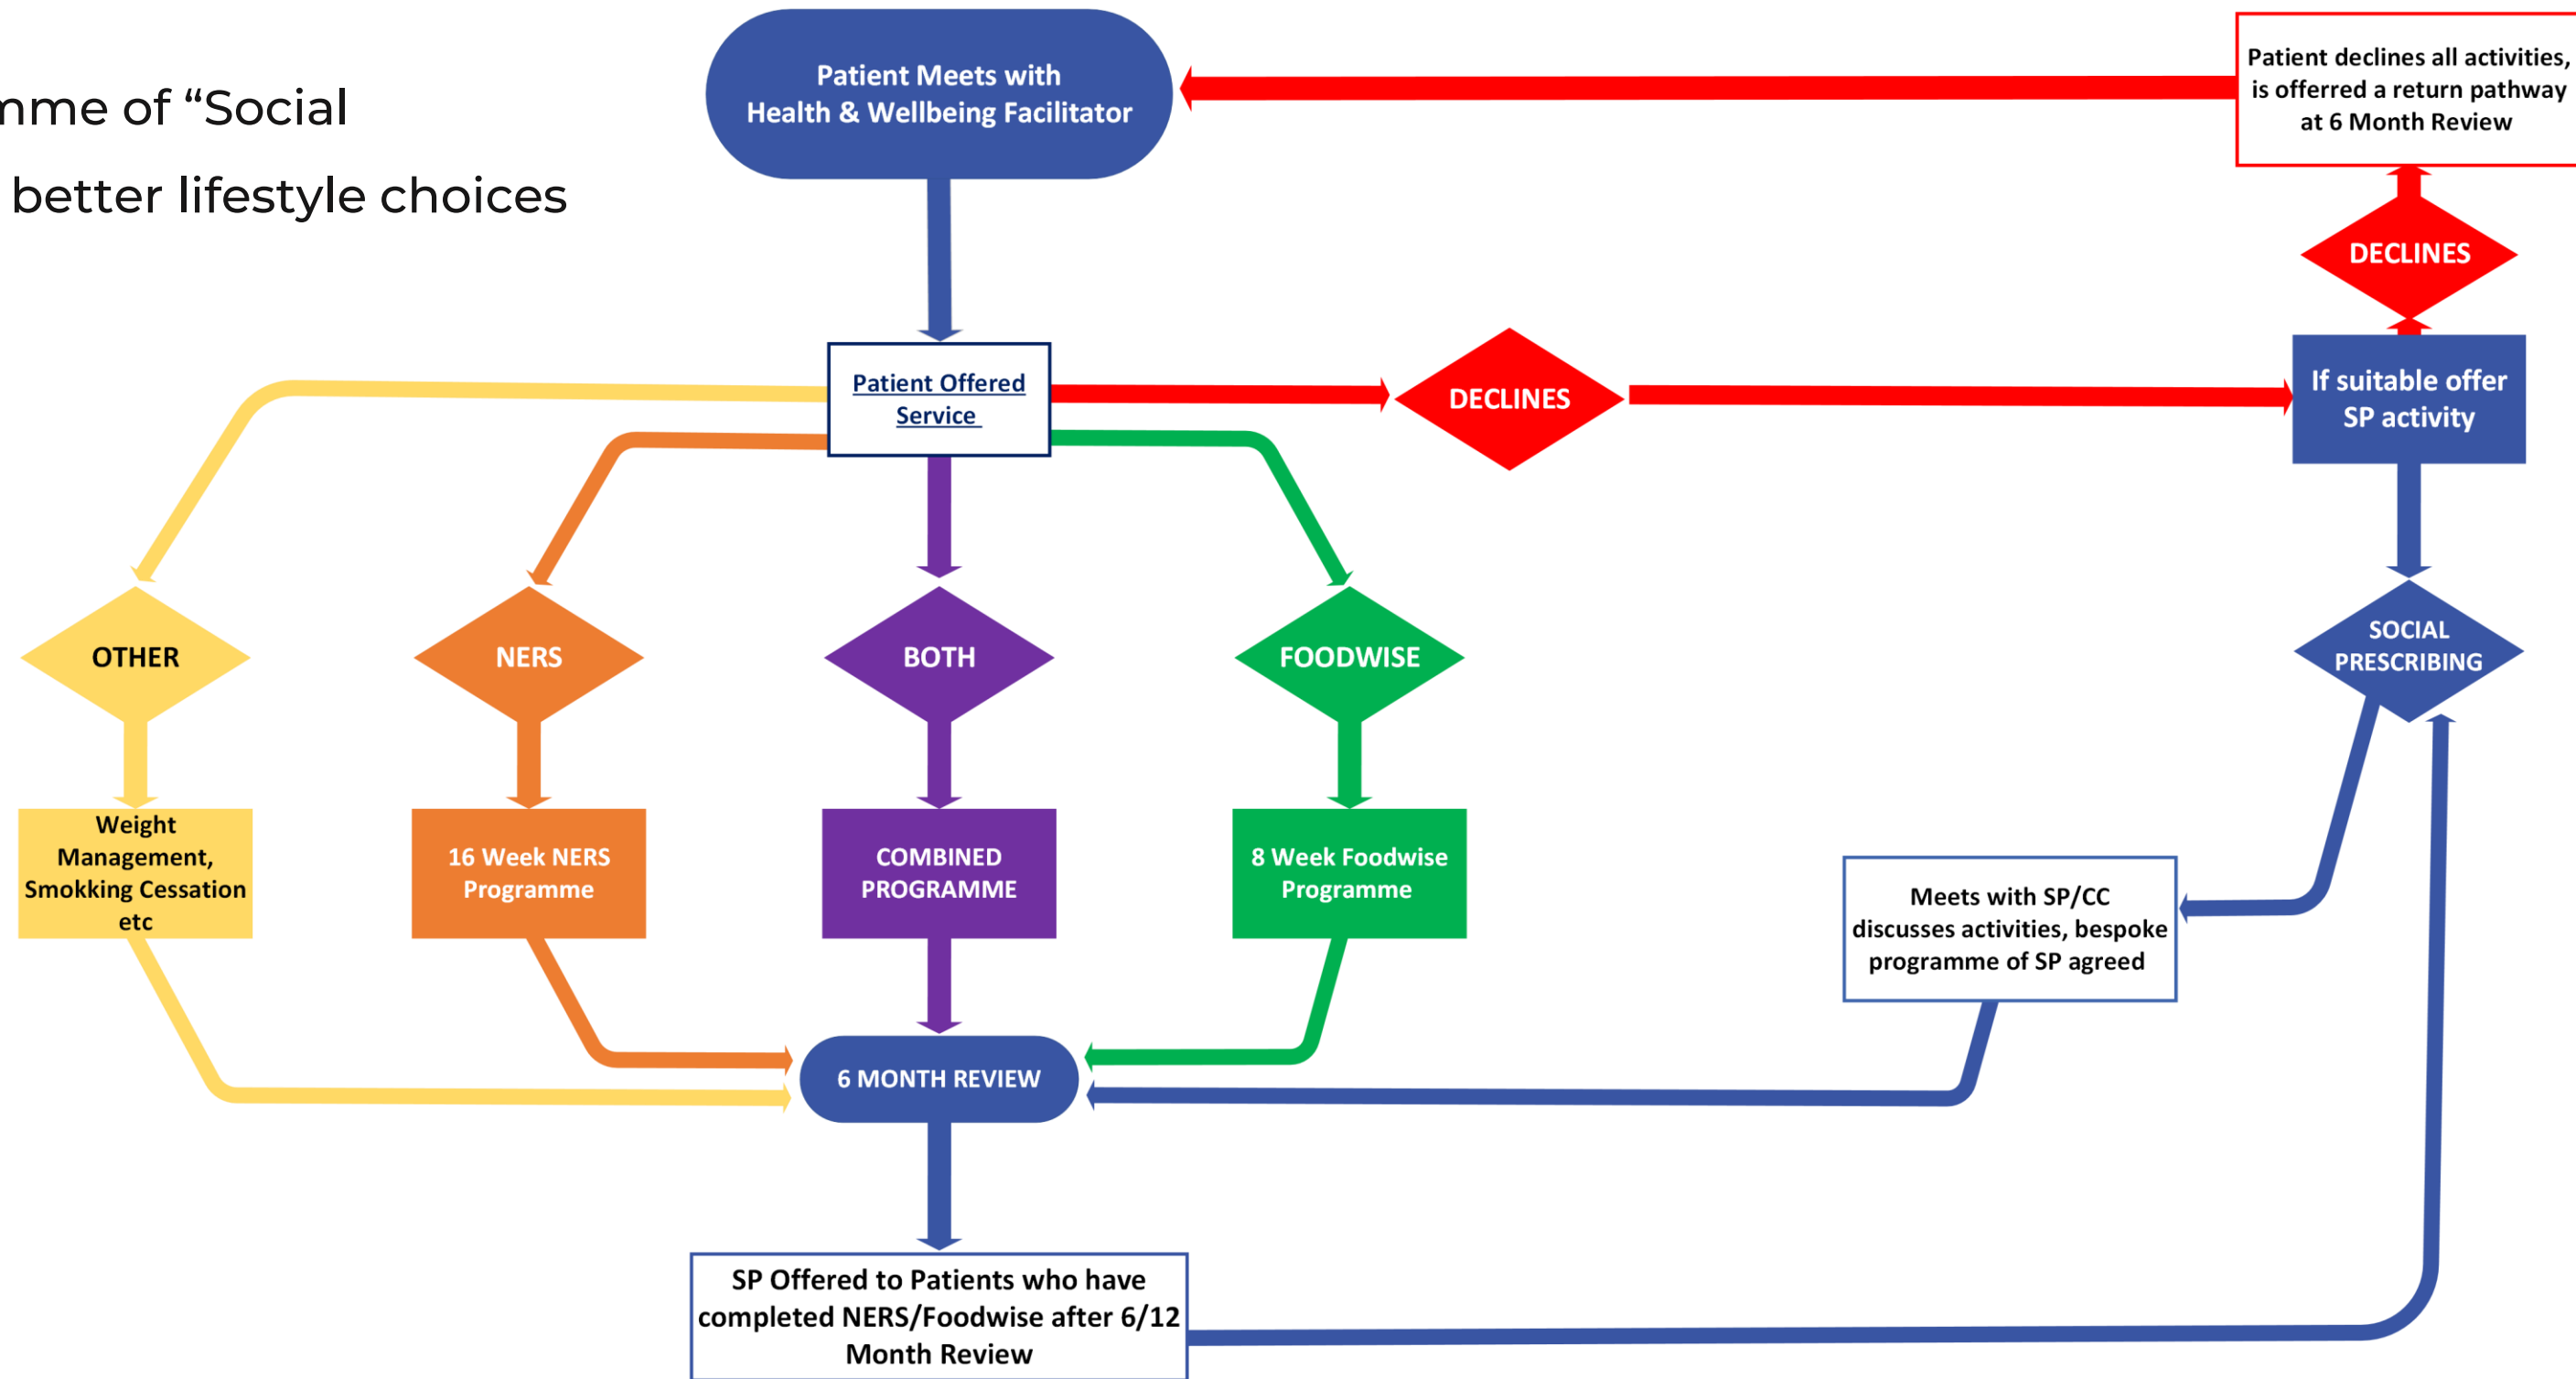 mme of “Social
better lifestyle choices
Patient Meets with
Health & Wellbeing Facilitator
Patient declines all activities,
is offerred a return pathway
at 6 Month Review
DECLINES
Patient Offered
Service
DECLINES
If suitable offer
SP activity
OTHER
NERS
BOTH
FOODWISE
SOCIAL
PRESCRIBING
Weight
Management,
Smokking Cessation
etc
16 Week NERS
Programme
COMBINED
PROGRAMME
8 Week Foodwise
Programme
Meets with SP/CC
discusses activities, bespoke
programme of SP agreed
6 MONTH REVIEW
SP Offered to Patients who have
completed NERS/Foodwise after 6/12
Month Review